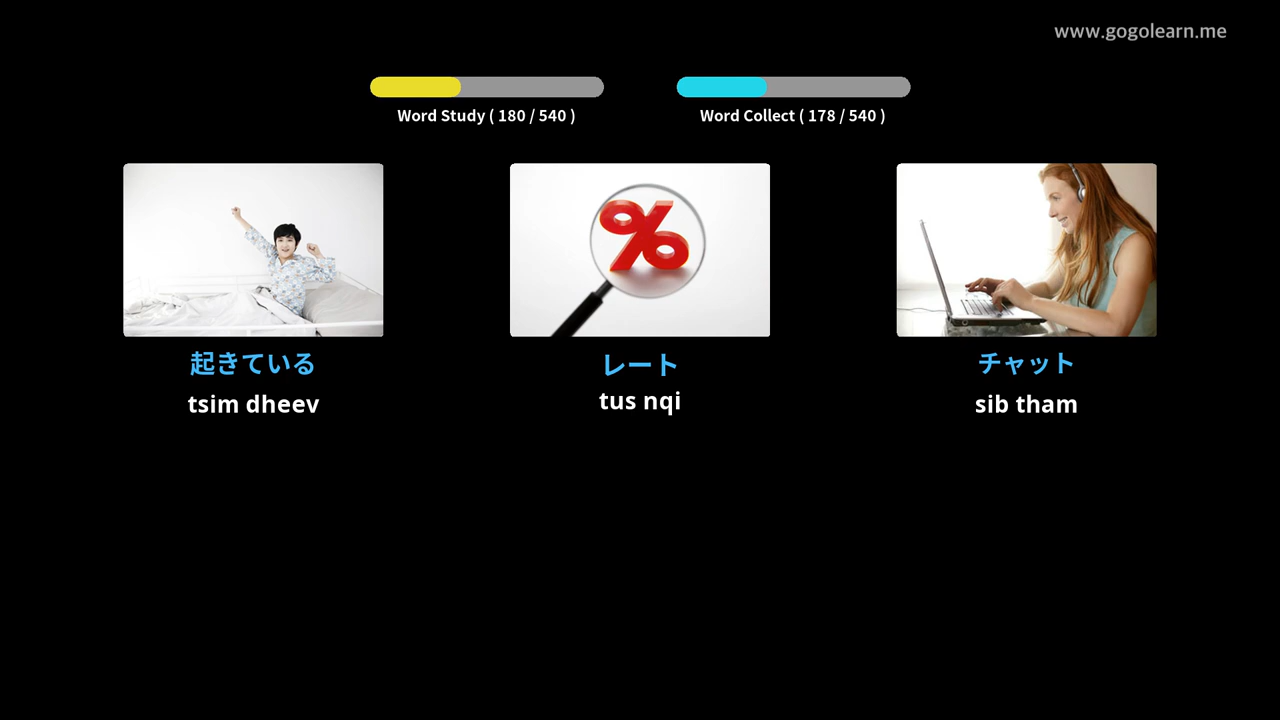 www.gogolearn.me
Word Study ( 180 / 540 )
Word Collect ( 178 / 540 )
起きている
レート
チャット
tsim dheev
tus nqi
sib tham